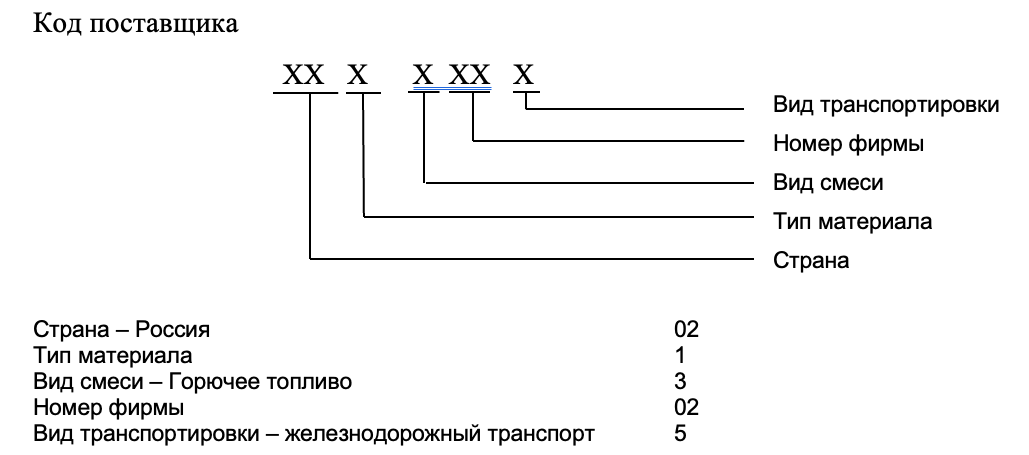 Код поставщика
XX X X XX X
Вид транспортировки
Номер фирмы
Вид смеси
Тип материала
Страна
Страна – Россия 02
Тип материала 1
Вид смеси – Горючее топливо 3
Номер фирмы 02
Вид транспортировки – железнодорожный транспорт 5